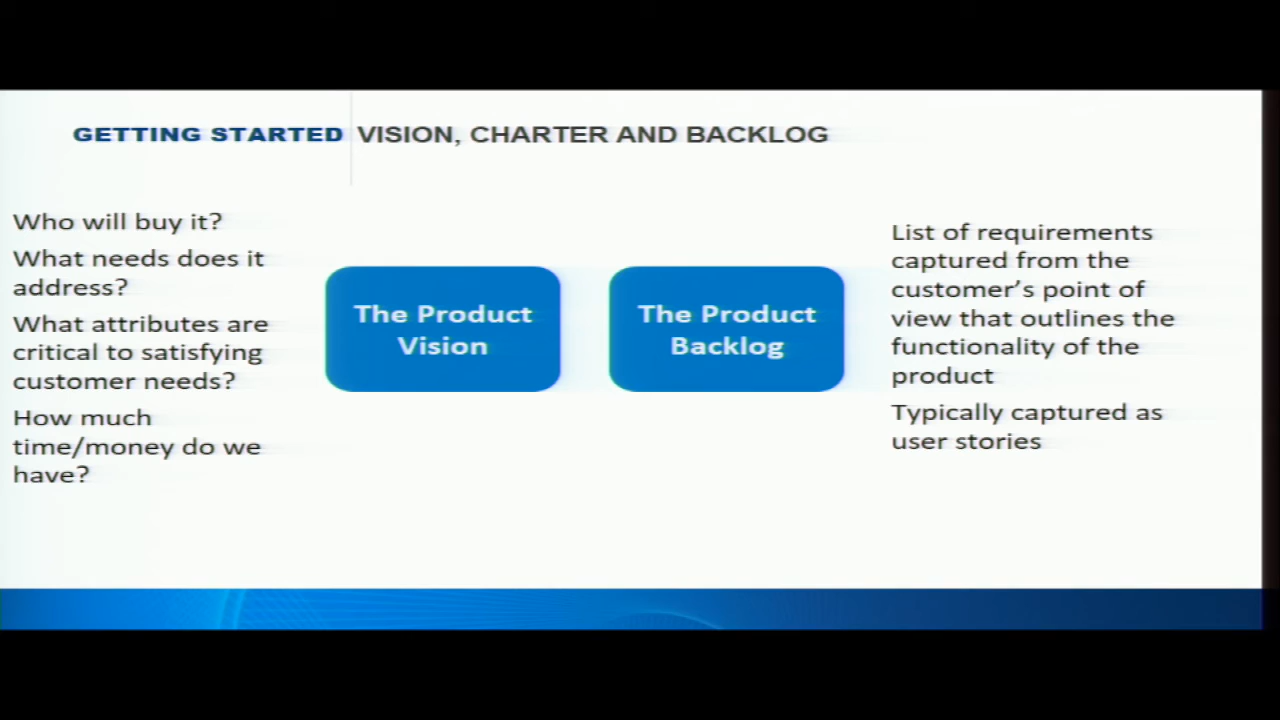 GETTING STARTED VISION, CHARTER AND BACKLOG
Who will buy it?
What needs does it
address?
What attributes are
critical to satisfying
customer needs?
How much
time/money do we
have?
The Product
Vision
The Product
Backlog
List of requirements
captured from the
customer's point of
view that outlines the
functionality of the
product
Typically captured as
user stories